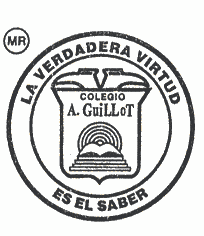 MR
LA VERDADERA VIRTUD
COLEGIO
A. GuiLLoT
ES EL SABER